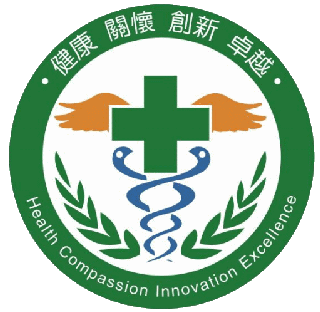 ·健康 關懷 創新 卓越·
Health Compassion Innovation Excellence